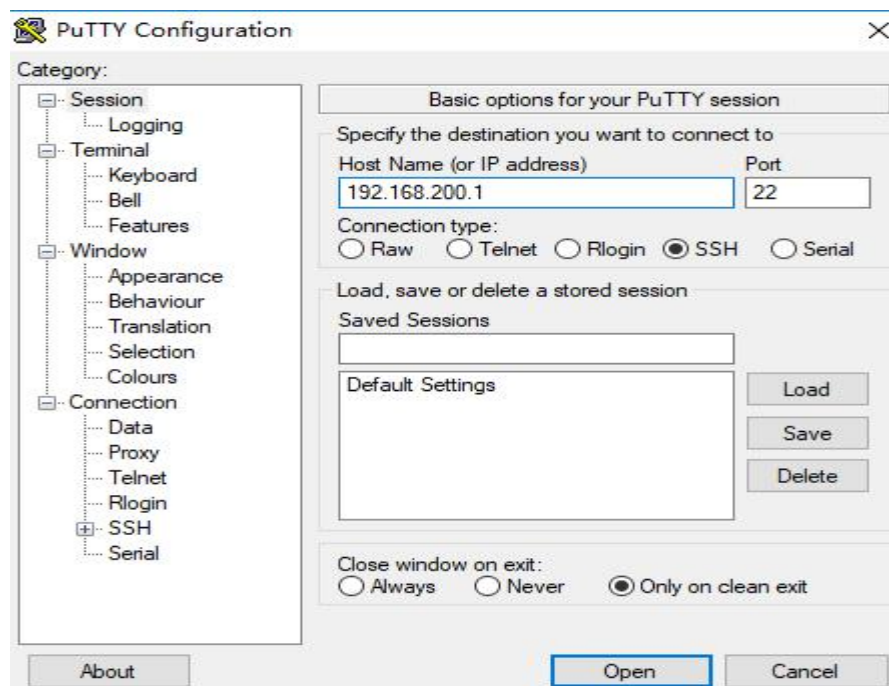 PuTTY Configuration
Category:
Session
Logging
Terminal
Keyboard
Bell
Features
Window
Appearance
Behaviour
Translation
Selection
Colours
Connection
Data
Proxy
Telnet
Rlogin
SSH
Serial
Basic options for your PuTTY session
Specify the destination you want to connect to
Host Name (or IP address) Port
192.168.200.1 22
Connection type:
Raw Telnet Rlogin SSH Serial
Load, save or delete a stored session
Saved Sessions
Default Settings
Load
Save
Delete
Close window on exit:
Always Never Only on clean exit
About Open Cancel